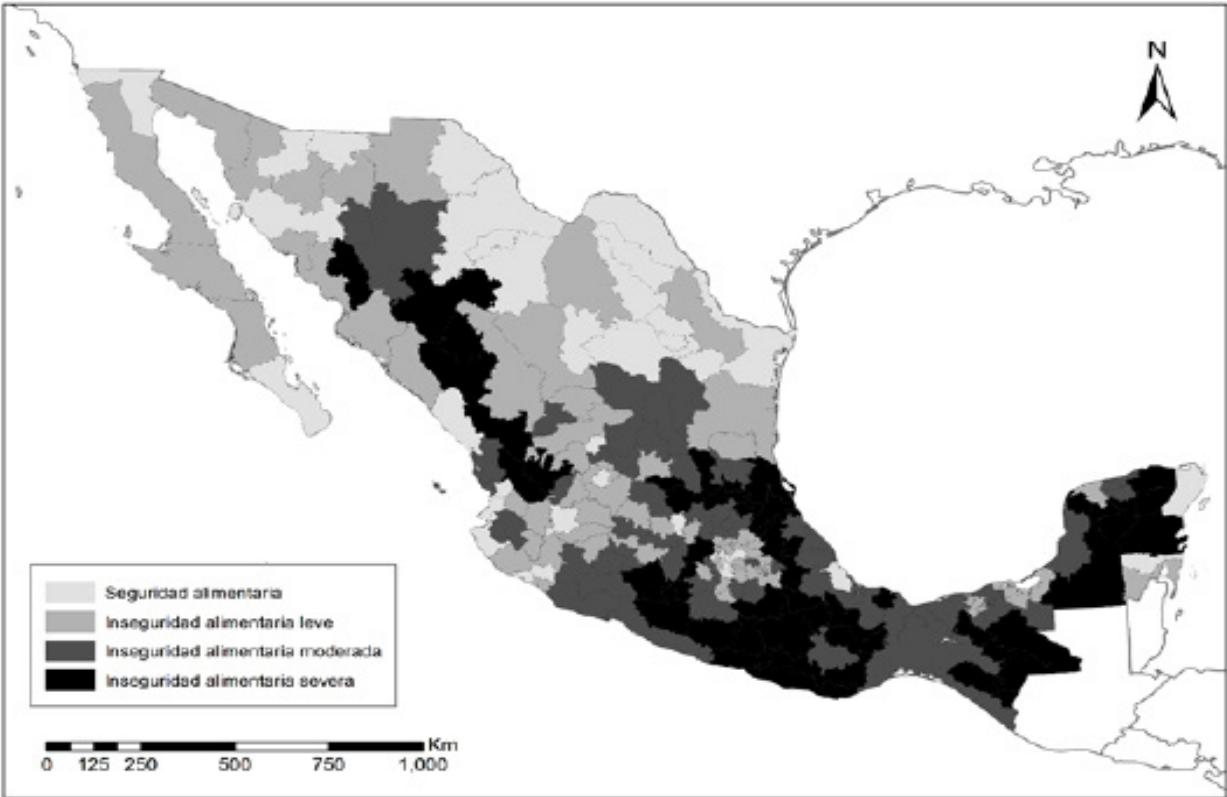 N
Seguridad alimentaria
Inseguridad alimentaria leve
Inseguridad alimentaria moderada
Inseguridad alimentaria severa
Km
0 125 250 500 750 1,000